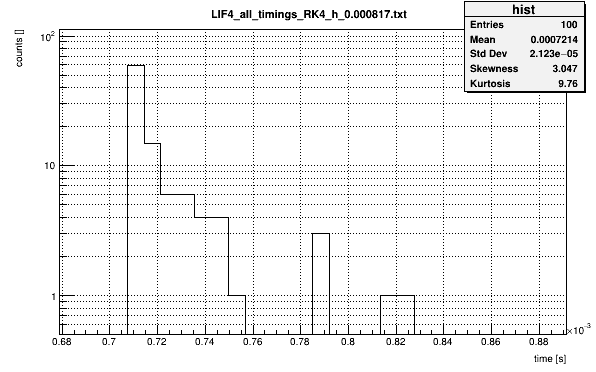 LIF4_all_timings_RK4_h_0.000817.txt
hist
Entries 100
Mean 0.0007214
Std Dev 2.123e−05
Skewness 3.047
Kurtosis 9.76
counts []
10²
10
1
0.68 0.7 0.72 0.74 0.76 0.78 0.8 0.82 0.84 0.86 0.88
×10⁻³
time [s]